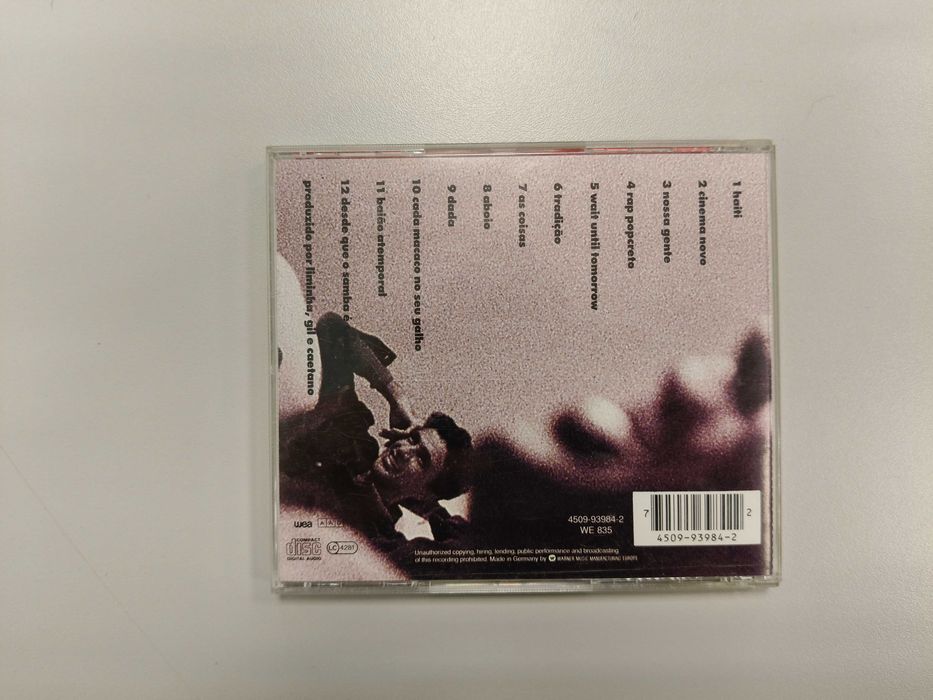 1 haiti
2 cinema novo
3 nossa gente
4 rap popcreto
5 wait until tomorrow
6 tradição
7 as coisas
8 aboio
9 dada
10 cada macaco no seu galho
11 baião atemporal
12 desde que o samba é
produzido por liminha, gil e caetano
4509-93984-2
WE 835
7 2
4509-93984-2
wea
COMPACT
disc
DIGITAL AUDIO
LC 4281
Unauthorized copying, hiring, lending, public performance and broadcasting
of this recording prohibited. Made in Germany by WARNER MUSIC MANUFACTURING EUROPE